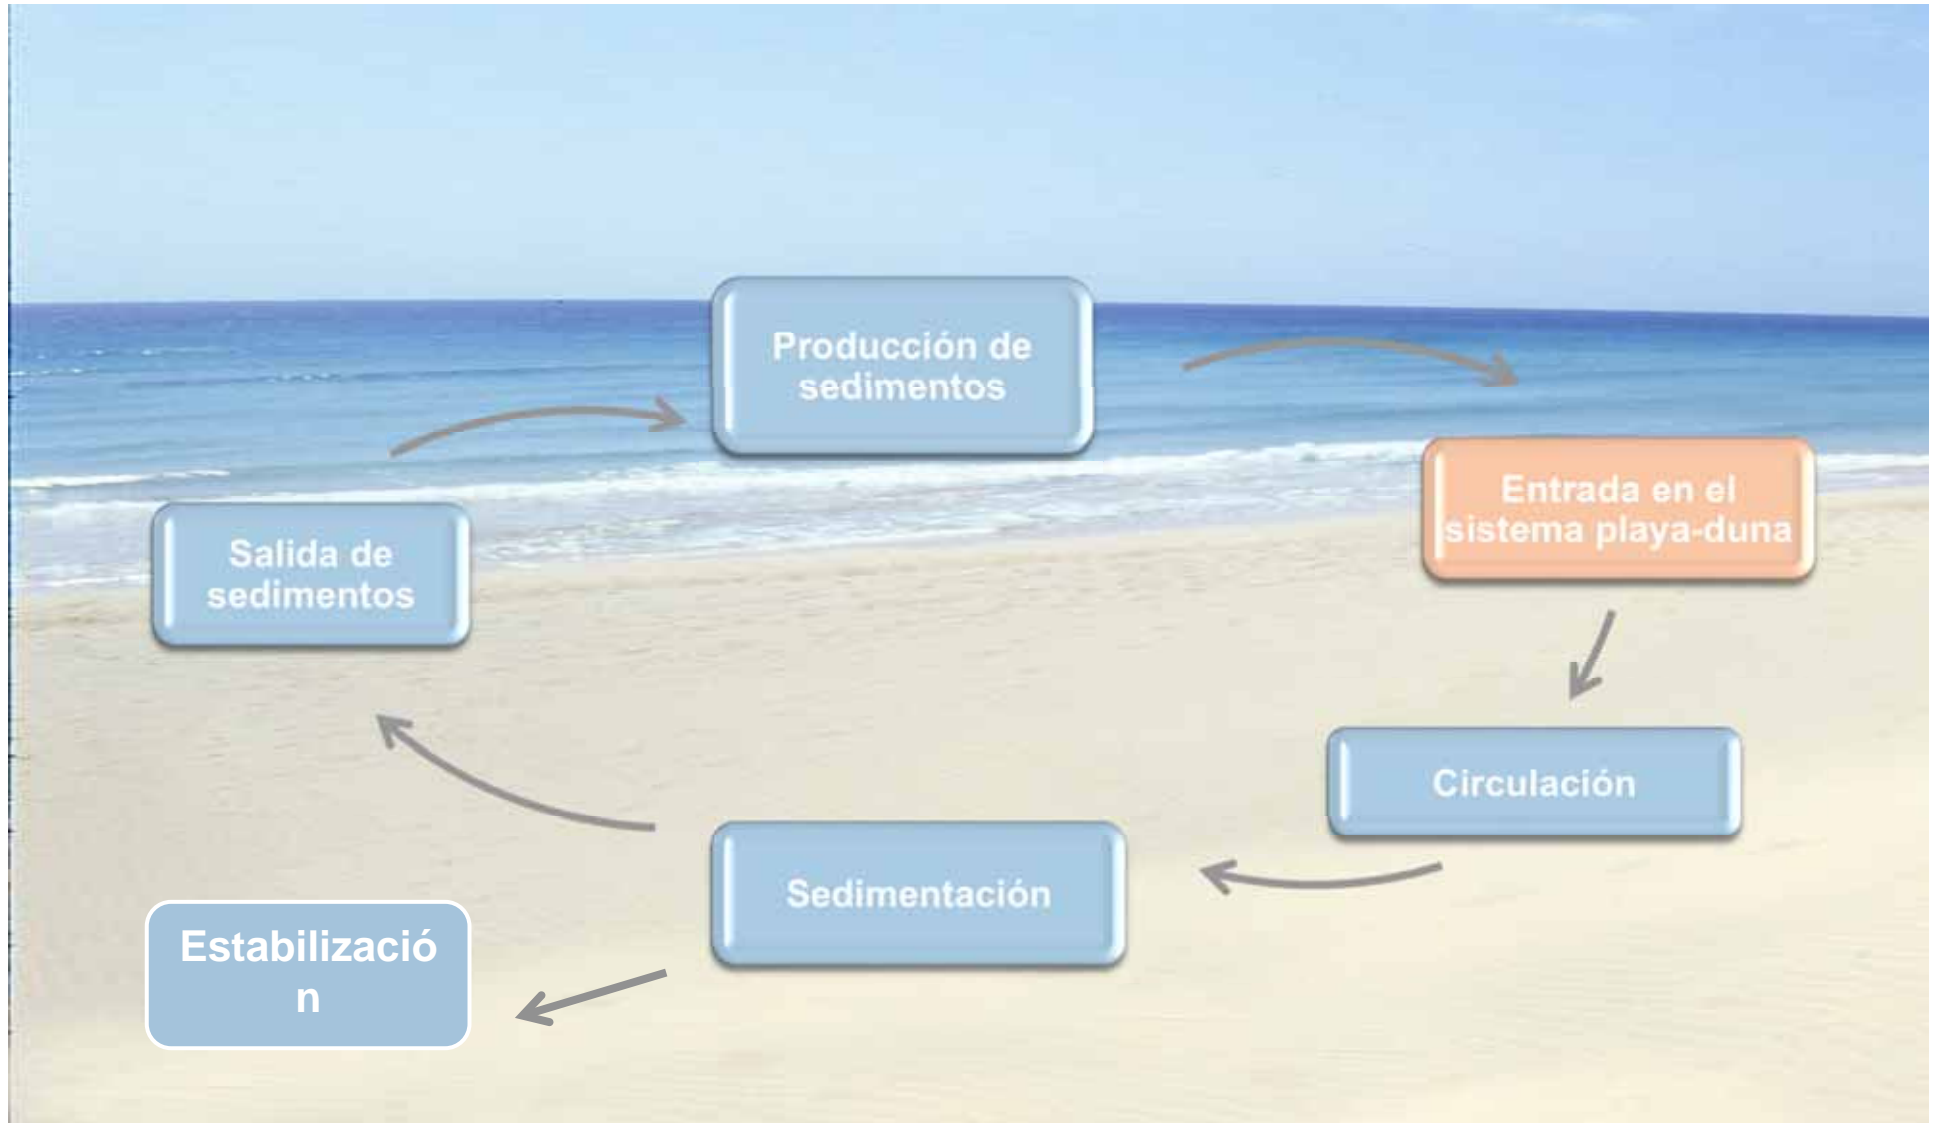 Producción de
sedimentos
Entrada en el
sistema playa-duna
Salida de
sedimentos
Circulación
Sedimentación
Estabilizació
n